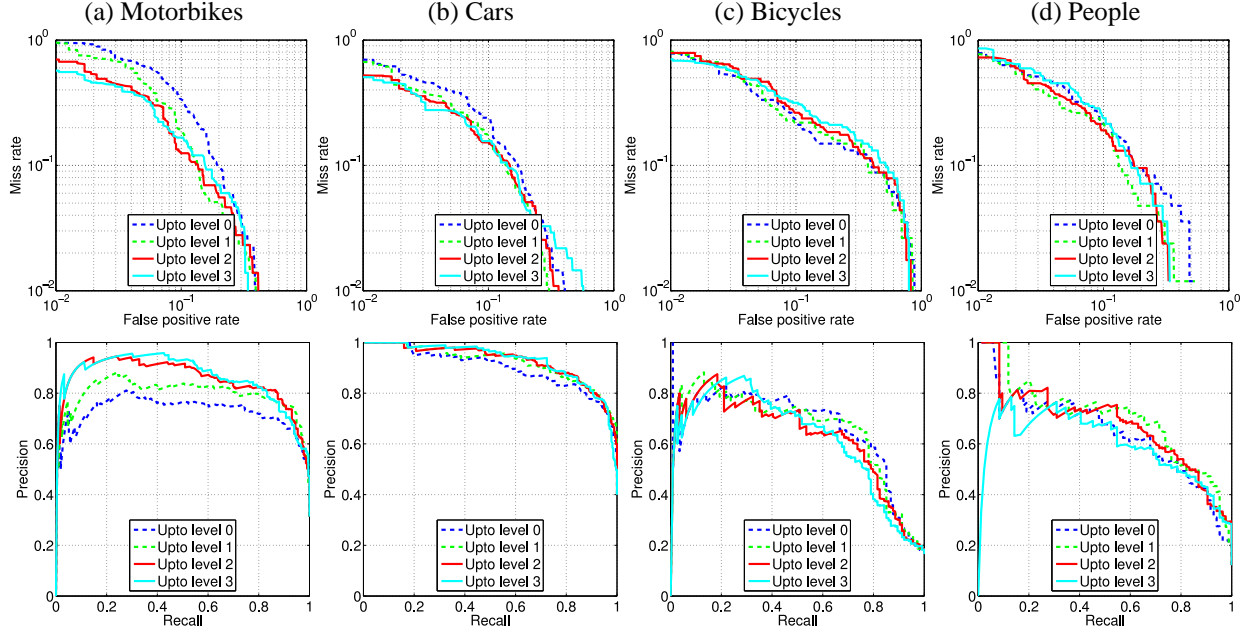 (a) Motorbikes
(b) Cars
(c) Bicycles
(d) People
10^0
10^-1
10^-2
Miss rate
Upto level 0
Upto level 1
Upto level 2
Upto level 3
10^-2
10^-1
10^0
False positive rate
10^0
10^-1
10^-2
Miss rate
Upto level 0
Upto level 1
Upto level 2
Upto level 3
10^-2
10^-1
10^0
False positive rate
10^0
10^-1
10^-2
Miss rate
Upto level 0
Upto level 1
Upto level 2
Upto level 3
10^-2
10^-1
10^0
False positive rate
10^0
10^-1
10^-2
Miss rate
Upto level 0
Upto level 1
Upto level 2
Upto level 3
10^-2
10^-1
10^0
False positive rate
1
0.8
0.6
0.4
0.2
0
Precision
Upto level 0
Upto level 1
Upto level 2
Upto level 3
0 0.2 0.4 0.6 0.8 1
Recall
1
0.8
0.6
0.4
0.2
0
Precision
Upto level 0
Upto level 1
Upto level 2
Upto level 3
0 0.2 0.4 0.6 0.8 1
Recall
1
0.8
0.6
0.4
0.2
0
Precision
Upto level 0
Upto level 1
Upto level 2
Upto level 3
0 0.2 0.4 0.6 0.8 1
Recall
1
0.8
0.6
0.4
0.2
0
Precision
Upto level 0
Upto level 1
Upto level 2
Upto level 3
0 0.2 0.4 0.6 0.8 1
Recall